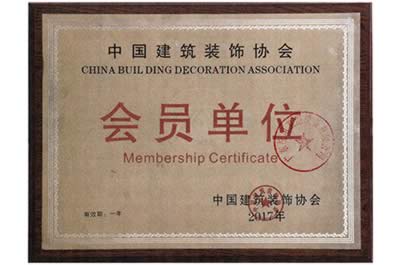 中国建筑装饰协会
CHINA BUIL DING DECORATION ASSOCIATION
会员单位
Membership Certificate
中国建筑装饰协会
有效期：一年
2017年